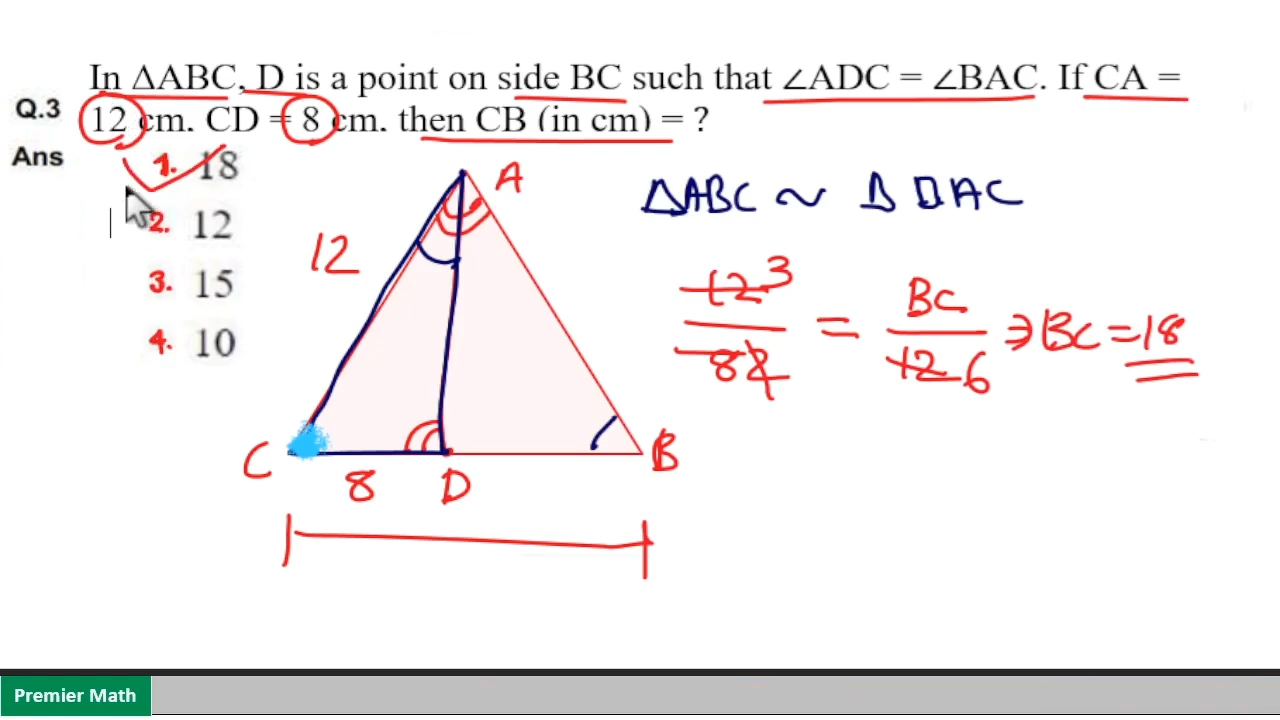 In ΔABC, D is a point on side BC such that ∠ADC = ∠BAC. If CA =
Q.3 12 cm, CD = 8 cm, then CB (in cm) = ?
Ans 1. 18
2. 12
3. 15
4. 10
A
12
C
8
D
B
ΔABC ~ ΔDAC
12 3 / 8 2 = BC / 12 6 ⇒ BC = 18
Premier Math